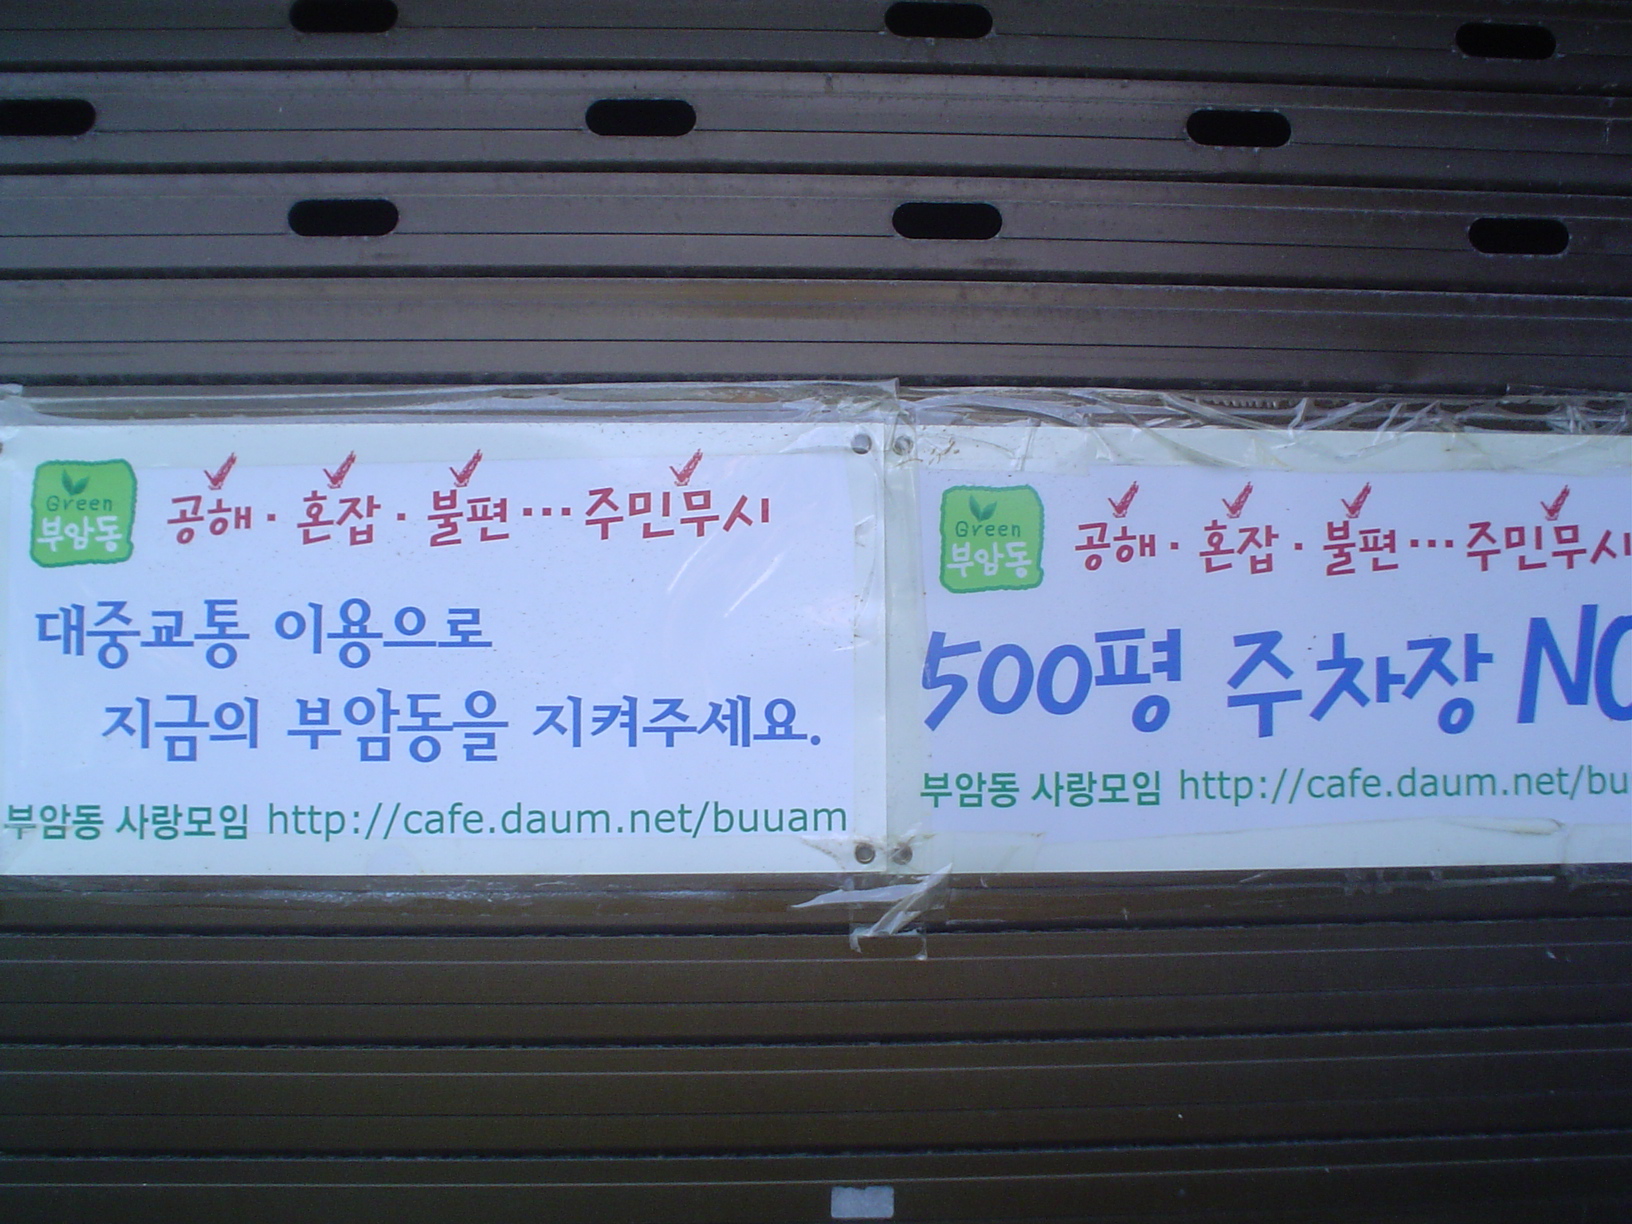 Green
부암동
공해 · 혼잡 · 불편 … 주민무시
대중교통 이용으로
지금의 부암동을 지켜주세요.
부암동 사랑모임 http://cafe.daum.net/buuam
Green
부암동
공해 · 혼잡 · 불편 … 주민무시
500평 주차장 NO
부암동 사랑모임 http://cafe.daum.net/bu